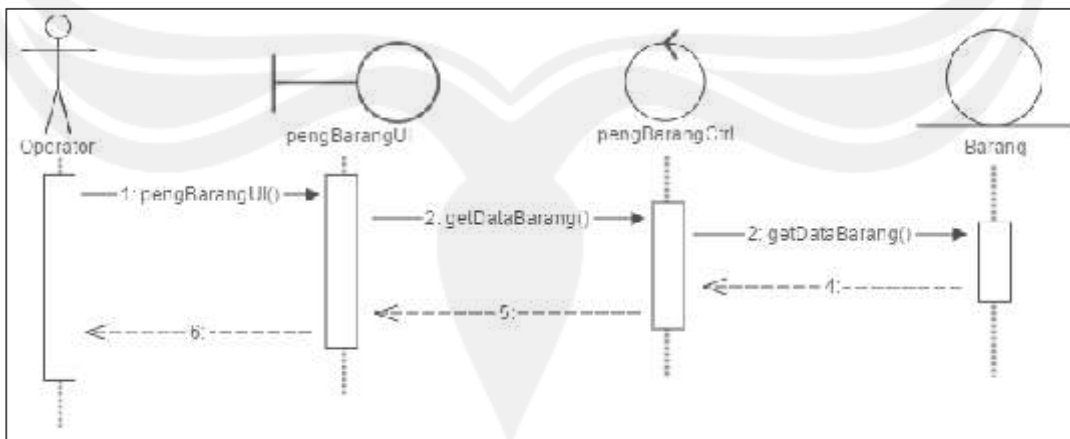 Operator
pengBarangUI
pengBarangCtrl
Barang
1: pengBarangUI()
2: getDataBarang()
2: getDataBarang()
4:
5:
6: